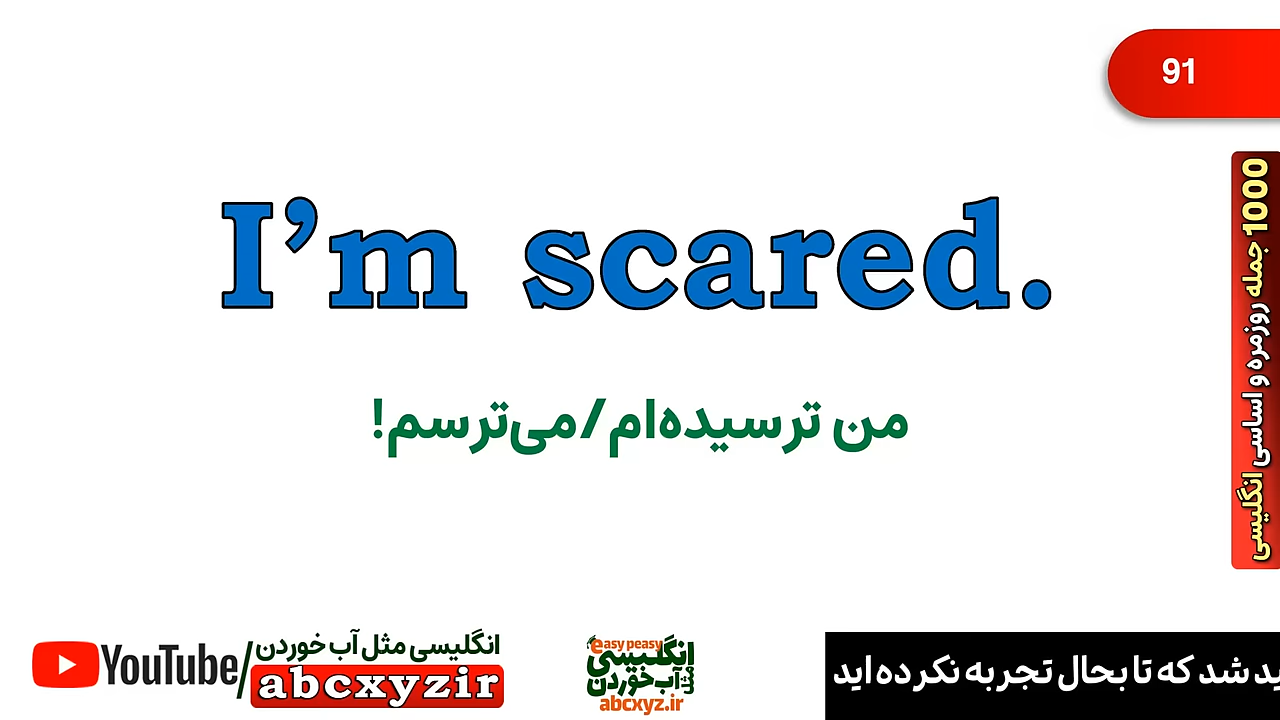 91
1000 جمله روزمره و اساسی انگلیسی
I’m scared.
من ترسیده‌ام/می‌ترسم!
YouTube/انگلیسی مثل آب خوردن
abcxyzir
easy peasy
انگلیسی
مثل آب خوردن
abcxyz.ir
ید شد که تا بحال تجربه نکرده اید